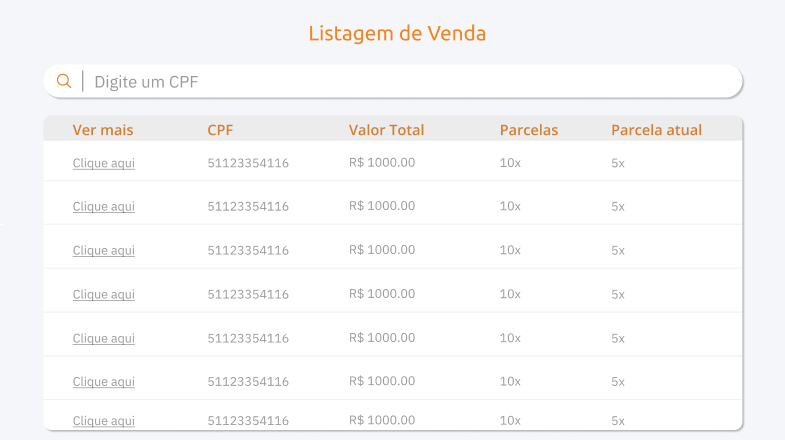 Listagem de Venda
Digite um CPF
Ver mais CPF Valor Total Parcelas Parcela atual
Clique aqui 51123354116 R$ 1000.00 10x 5x
Clique aqui 51123354116 R$ 1000.00 10x 5x
Clique aqui 51123354116 R$ 1000.00 10x 5x
Clique aqui 51123354116 R$ 1000.00 10x 5x
Clique aqui 51123354116 R$ 1000.00 10x 5x
Clique aqui 51123354116 R$ 1000.00 10x 5x
Clique aqui 51123354116 R$ 1000.00 10x 5x